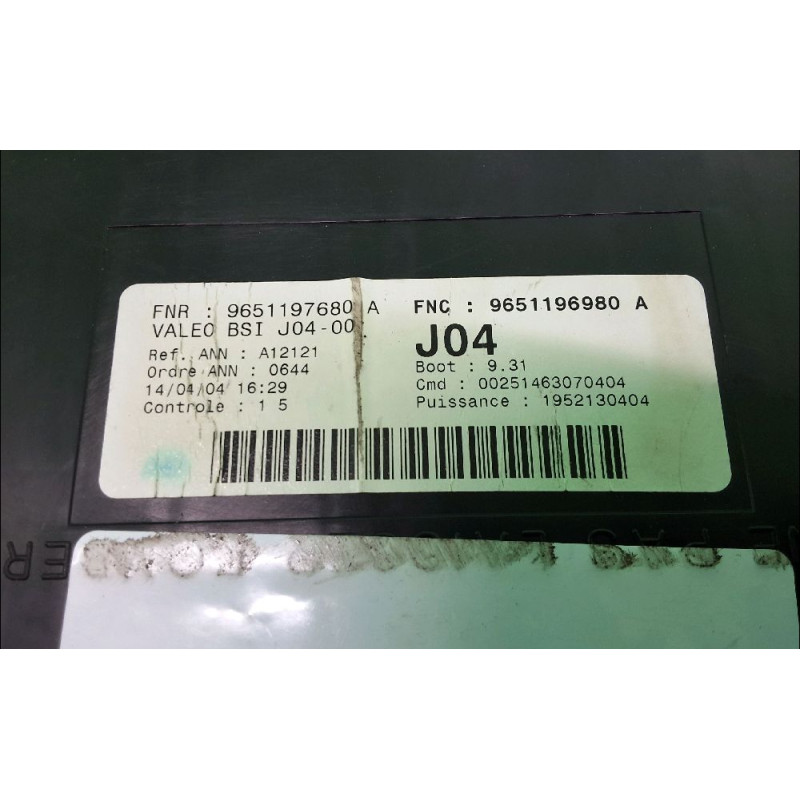 FNR : 9651197680 A
VALEO BSI J04-00
Ref. ANN : A12121
Ordre ANN : 0644
14/04/04 16:29
Controle : 1 5
FNC : 9651196980 A
J04
Boot : 9.31
Cmd : 00251463070404
Puissance : 1952130404